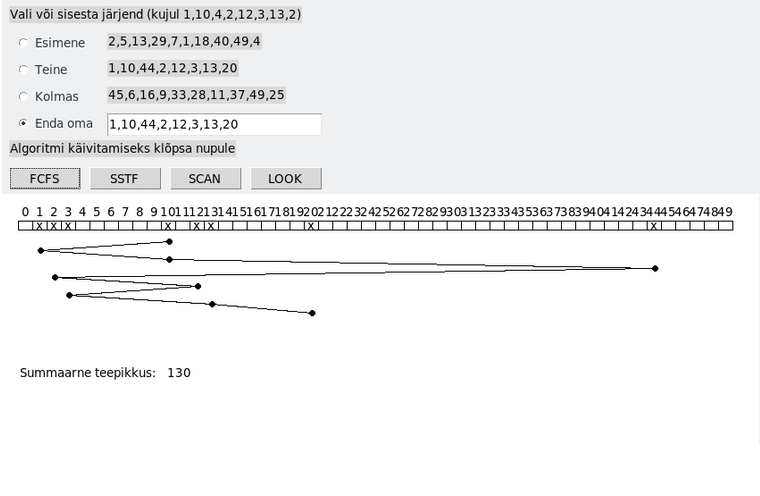 Vali või sisesta järjend (kujul 1,10,4,2,12,3,13,2)
Esimene 2,5,13,29,7,1,18,40,49,4
Teine 1,10,44,2,12,3,13,20
Kolmas 45,6,16,9,33,28,11,37,49,25
Enda oma 1,10,44,2,12,3,13,20
Algoritmi käivitamiseks klõpsa nupule
FCFS SSTF SCAN LOOK
0 1 2 3 4 5 6 7 8 9 10 11 12 13 14 15 16 17 18 19 20 21 22 23 24 25 26 27 28 29 30 31 32 33 34 35 36 37 38 39 40 41 42 43 44 45 46 47 48 49
x x x x x x x x
Summaarne teepikkus: 130